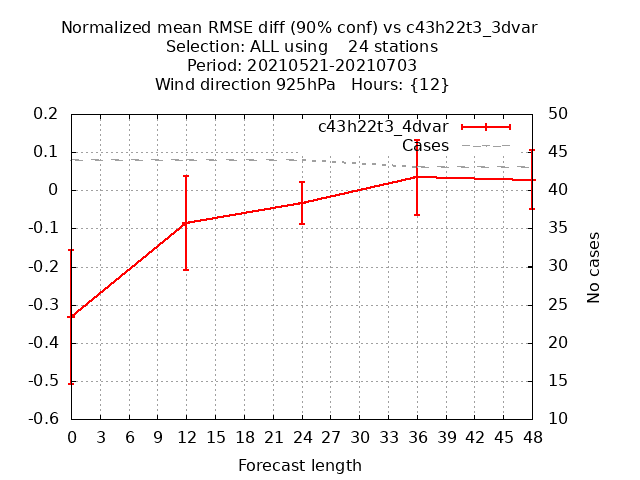 Normalized mean RMSE diff (90% conf) vs c43h22t3_3dvar
Selection: ALL using    24 stations
Period: 20210521-20210703
Wind direction 925hPa   Hours: {12}
c43h22t3_4dvar
Cases
0.2
0.1
0
-0.1
-0.2
-0.3
-0.4
-0.5
-0.6
50
45
40
35
30
25
20
15
10
No cases
0 3 6 9 12 15 18 21 24 27 30 33 36 39 42 45 48
Forecast length